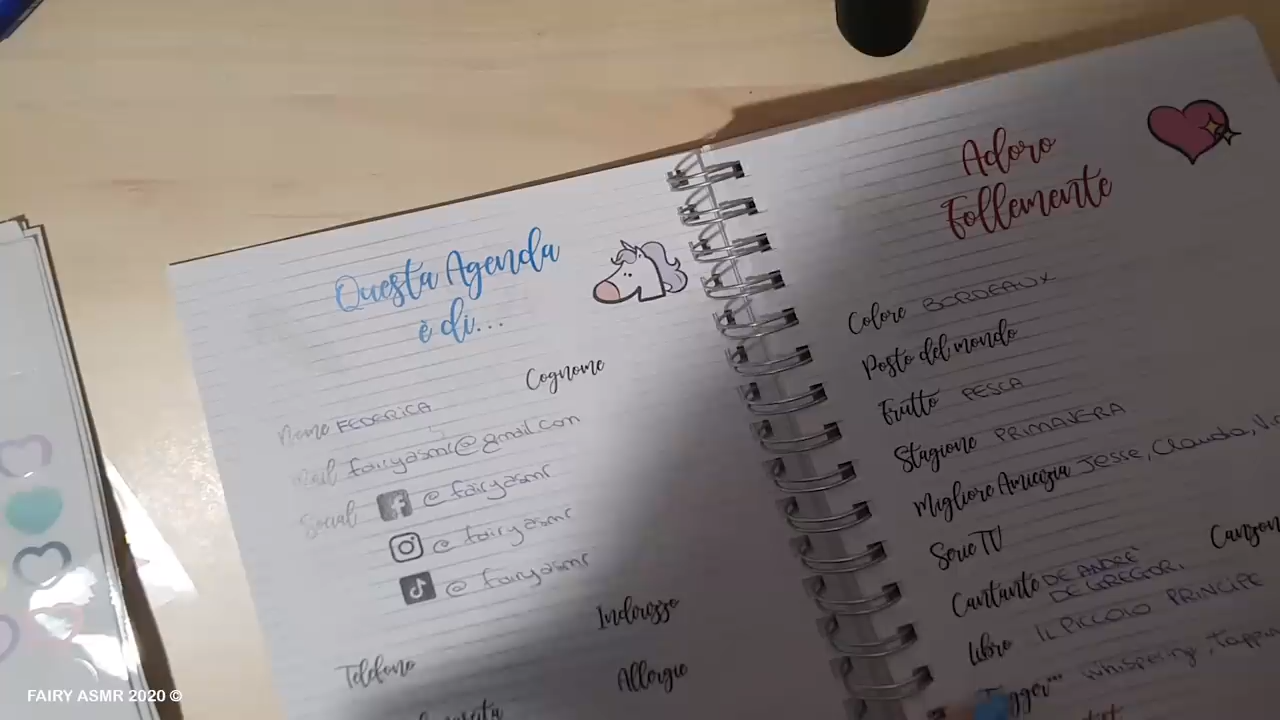 Questa Agenda
è di...
Cognome
Nome FEDERICA
Mail fairyasmr@gmail.com
Social @fairyasmr
@fairyasmr
@fairyasmr
Indirizzo
Telefono
Allergie
Adoro
Follemente
Colore BORDEAUX
Posto del mondo
Frutto PESCA
Stagione PRIMAVERA
Migliore Amicizia Jesse, Claudia,
Serie TV
Cantante DE ANDRÈ
DE GREGORI
Libro IL PICCOLO PRINCIPE
Whispering,
FAIRY ASMR 2020 ©